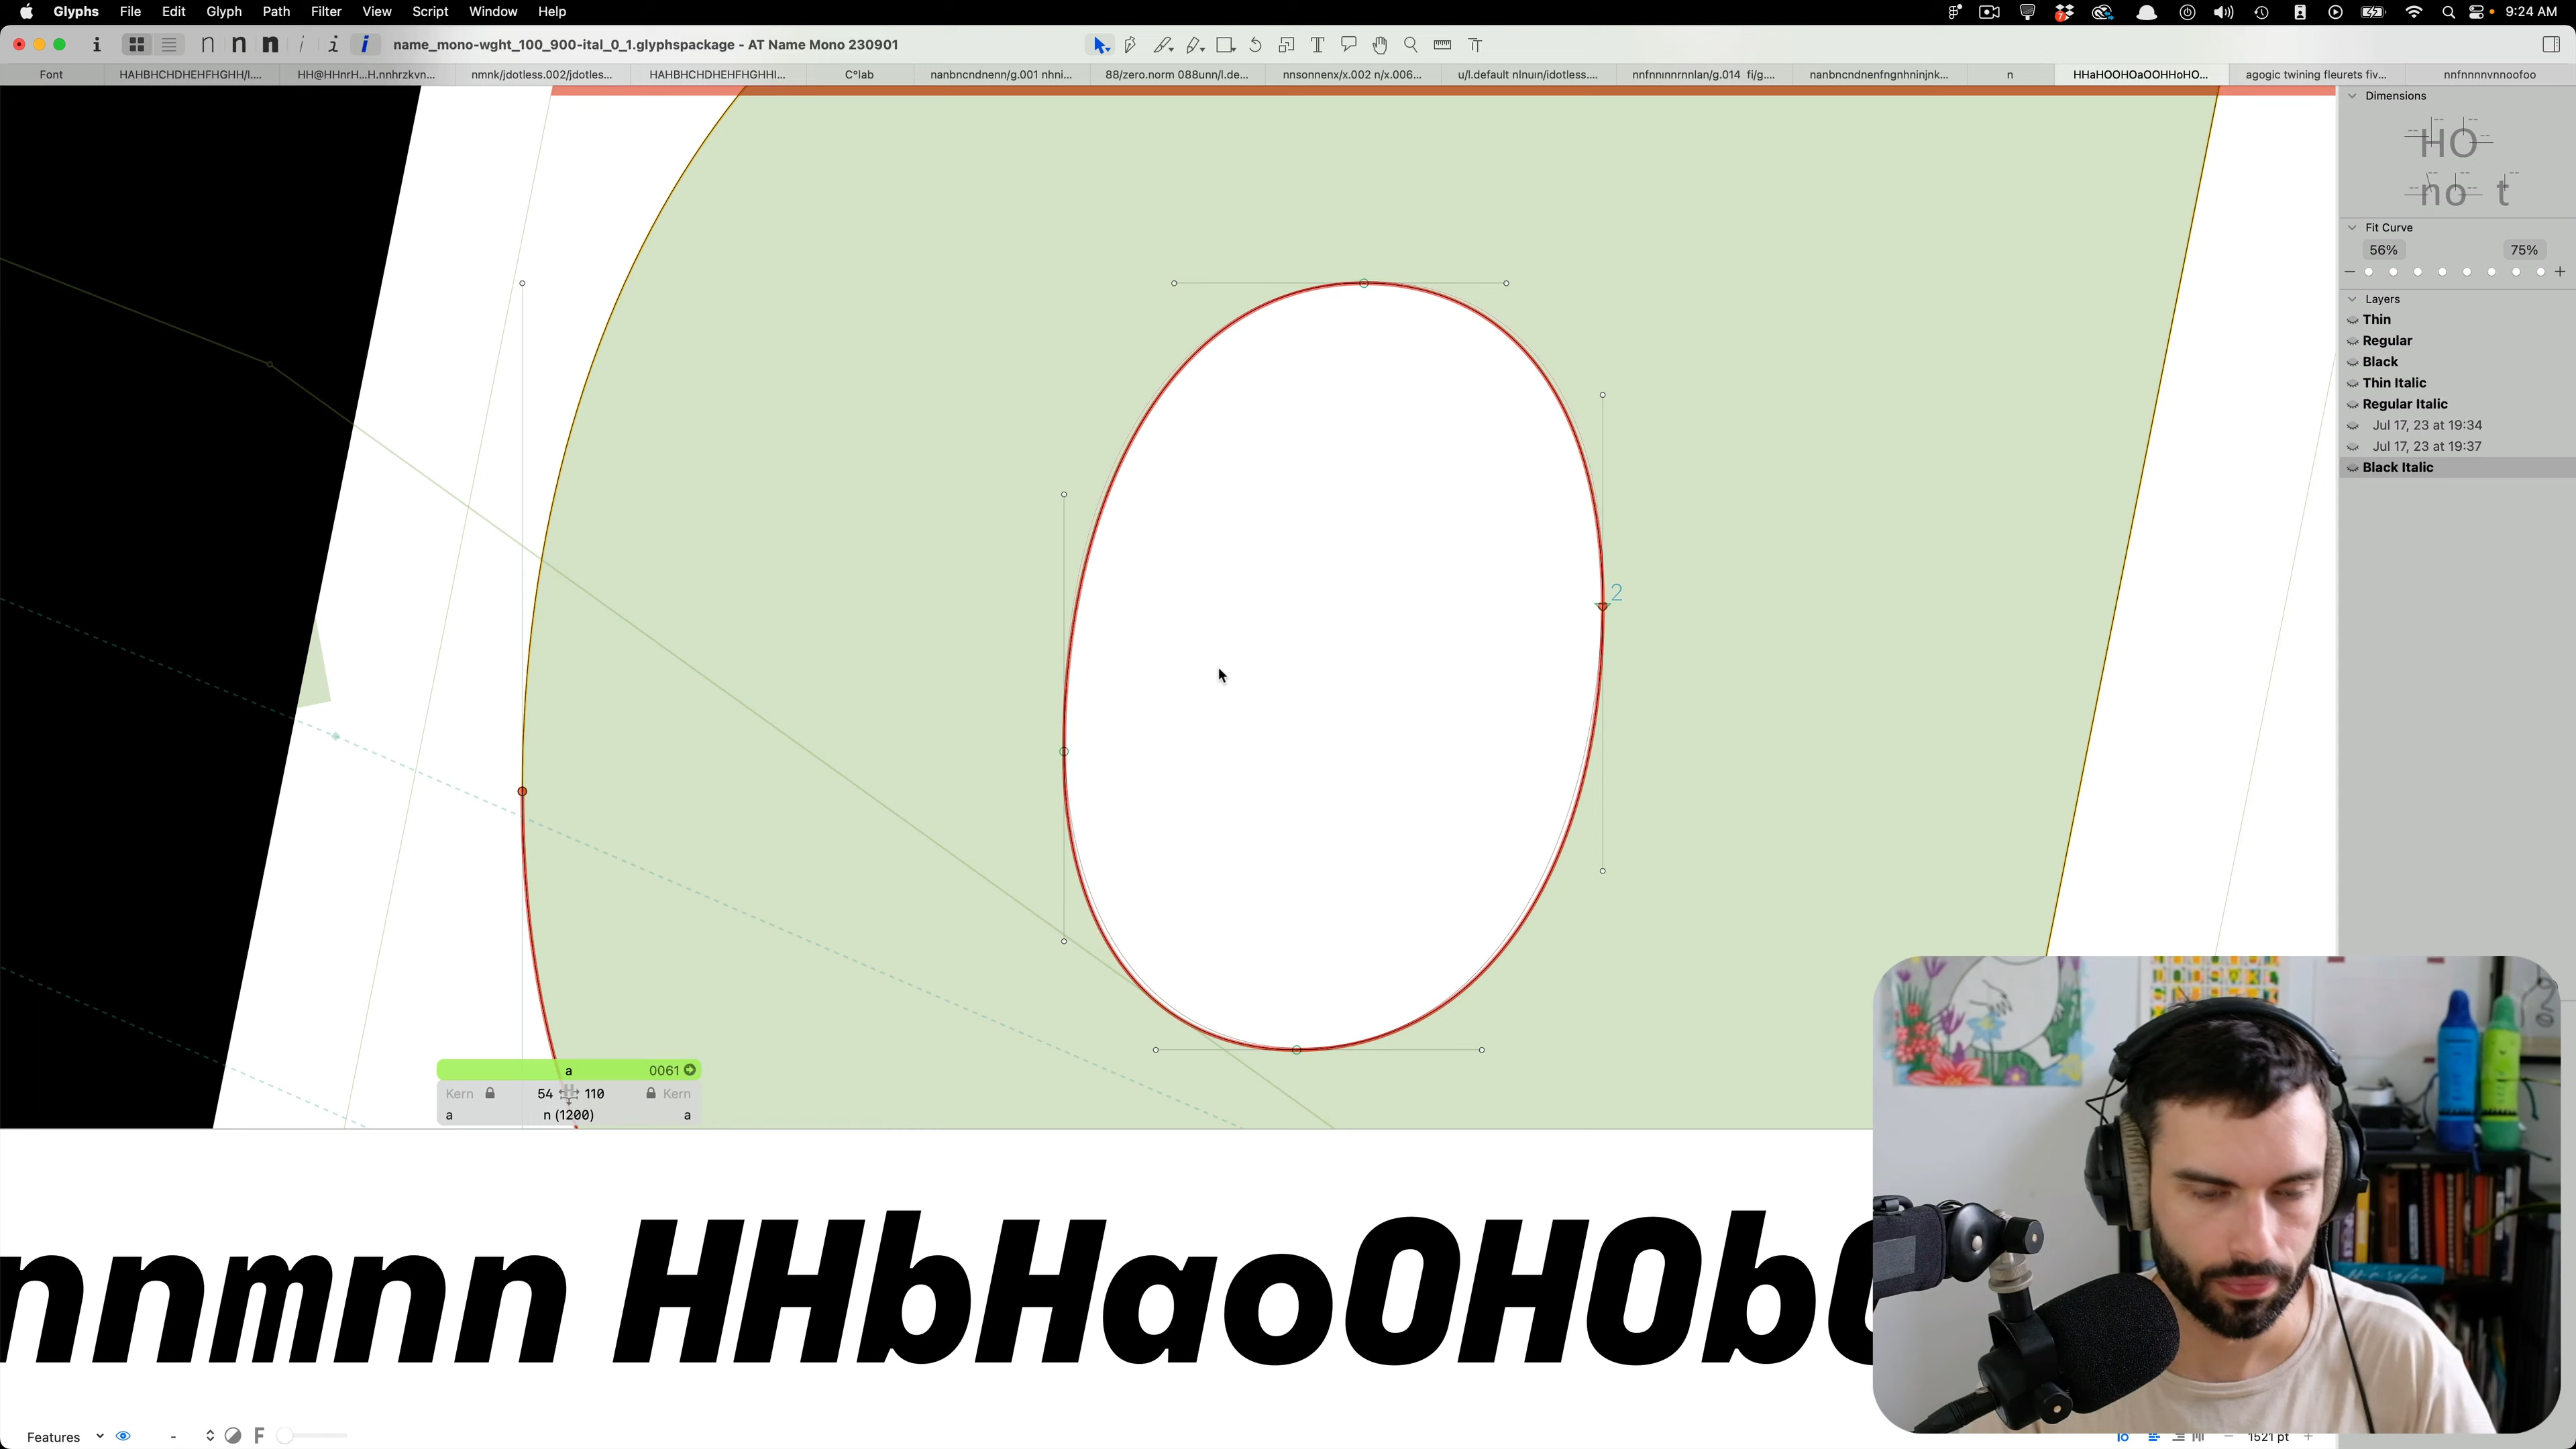 Glyphs File Edit Glyph Path Filter View Script Window Help 9:24 AM
name_mono-wght_100_900-ital_0_1.glyphspackage - AT Name Mono 230901
Font HAHBHCHDHEHFHGHH/l.... HH@HHnrH...H.nnhrzkvn... nmnk/jdotless.002/jdotles... HAHBHCHDHEHFHGHHI... C°lab nanbncndnenn/g.001 nhni... 88/zero.norm 088unn/l.de... nnsonnenx/x.002 n/x.006... u/l.default nlnuin/idotless.... nnfnnınnrnnlan/g.014 fi/g.... nanbncndnenfngnhninjnk... n HHaHOOHOaOOHHoHO... agogic twining fleurets fiv... nnfnnnnvnnoofoo
Dimensions
HO
no t
Fit Curve
56% 75%
Layers
Thin
Regular
Black
Thin Italic
Regular Italic
Jul 17, 23 at 19:34
Jul 17, 23 at 19:37
Black Italic
2
a 0061
Kern 54 110 Kern
a n (1200) a
nnmnn HHbHaoOHOb
Features - F 1521 pt